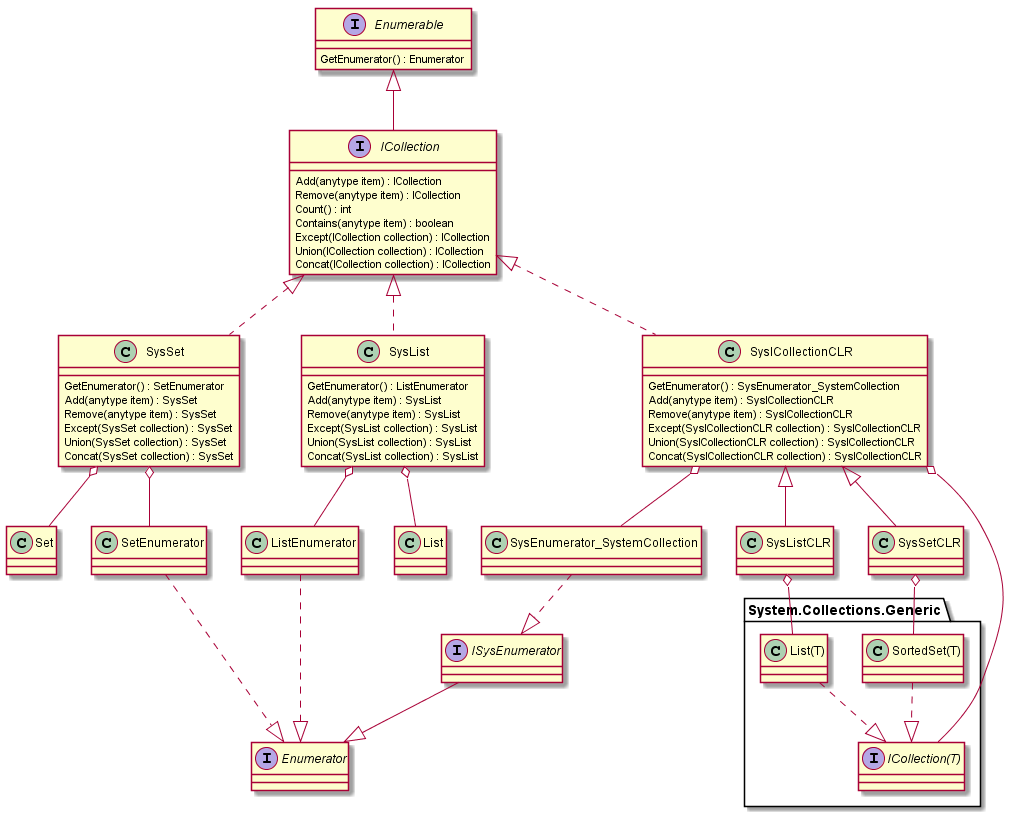 I Enumerable
GetEnumerator() : Enumerator
I ICollection
Add(anytype item) : ICollection
Remove(anytype item) : ICollection
Count() : int
Contains(anytype item) : boolean
Except(ICollection collection) : ICollection
Union(ICollection collection) : ICollection
Concat(ICollection collection) : ICollection
C SysSet
GetEnumerator() : SetEnumerator
Add(anytype item) : SysSet
Remove(anytype item) : SysSet
Except(SysSet collection) : SysSet
Union(SysSet collection) : SysSet
Concat(SysSet collection) : SysSet
C SysList
GetEnumerator() : ListEnumerator
Add(anytype item) : SysList
Remove(anytype item) : SysList
Except(SysList collection) : SysList
Union(SysList collection) : SysList
Concat(SysList collection) : SysList
C SysICollectionCLR
GetEnumerator() : SysEnumerator_SystemCollection
Add(anytype item) : SysICollectionCLR
Remove(anytype item) : SysICollectionCLR
Except(SysICollectionCLR collection) : SysICollectionCLR
Union(SysICollectionCLR collection) : SysICollectionCLR
Concat(SysICollectionCLR collection) : SysICollectionCLR
C Set
C SetEnumerator
C ListEnumerator
C List
C SysEnumerator_SystemCollection
C SysListCLR
C SysSetCLR
System.Collections.Generic
I ISysEnumerator
C List(T)
C SortedSet(T)
I Enumerator
I ICollection(T)